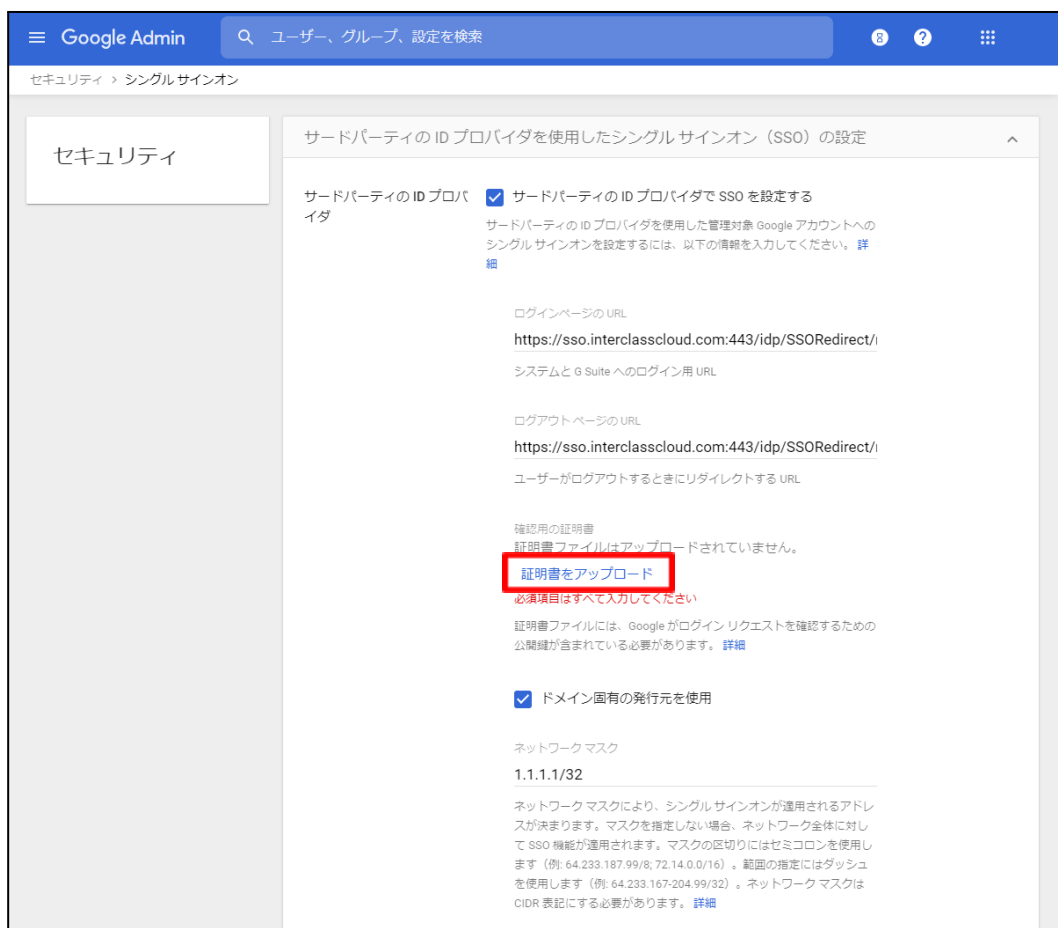 Google Admin
ユーザー、グループ、設定を検索
セキュリティ > シングル サインオン
セキュリティ
サードパーティの ID プロバイダを使用したシングル サインオン（SSO）の設定
サードパーティの ID プロバ
イダ
サードパーティの ID プロバイダで SSO を設定する
サードパーティの ID プロバイダを使用した管理対象 Google アカウントへの
シングル サインオンを設定するには、以下の情報を入力してください。 詳
細
ログインページの URL
https://sso.interclasscloud.com:443/idp/SSORedirect/
システムと G Suite へのログイン用 URL
ログアウト ページの URL
https://sso.interclasscloud.com:443/idp/SSORedirect/
ユーザーがログアウトするときにリダイレクトする URL
確認用の証明書
証明書ファイルはアップロードされていません。
証明書をアップロード
必須項目はすべて入力してください
証明書ファイルには、Google がログイン リクエストを確認するための
公開鍵が含まれている必要があります。 詳細
ドメイン固有の発行元を使用
ネットワーク マスク
1.1.1.1/32
ネットワーク マスクにより、シングル サインオンが適用されるアドレ
スが決まります。マスクを指定しない場合、ネットワーク全体に対し
て SSO 機能が適用されます。マスクの区切りにはセミコロンを使用し
ます（例: 64.233.187.99/8; 72.14.0.0/16）。範囲の指定にはダッシュ
を使用します（例: 64.233.167-204.99/32）。ネットワーク マスクは
CIDR 表記にする必要があります。 詳細